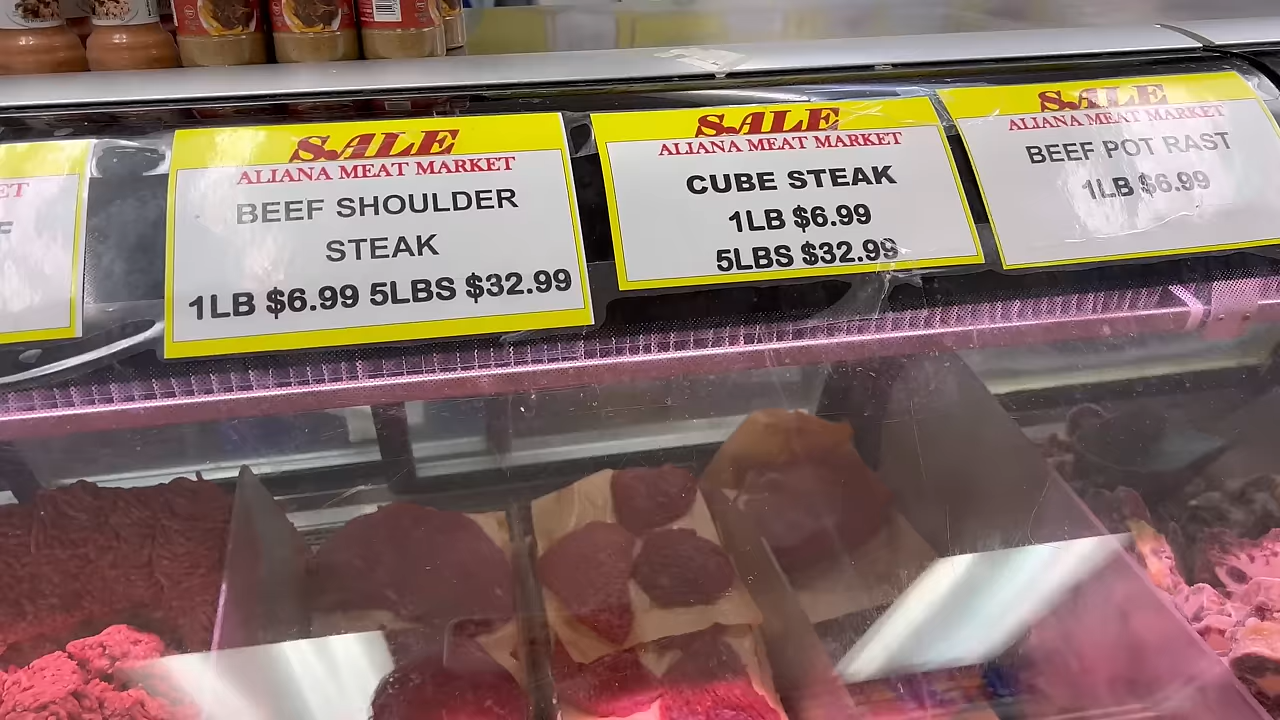 SALE
ALIANA MEAT MARKET
BEEF SHOULDER
STEAK
1LB $6.99 5LBS $32.99
SALE
ALIANA MEAT MARKET
CUBE STEAK
1LB $6.99
5LBS $32.99
SALE
ALIANA MEAT MARKET
BEEF POT RAST
1LB $6.99